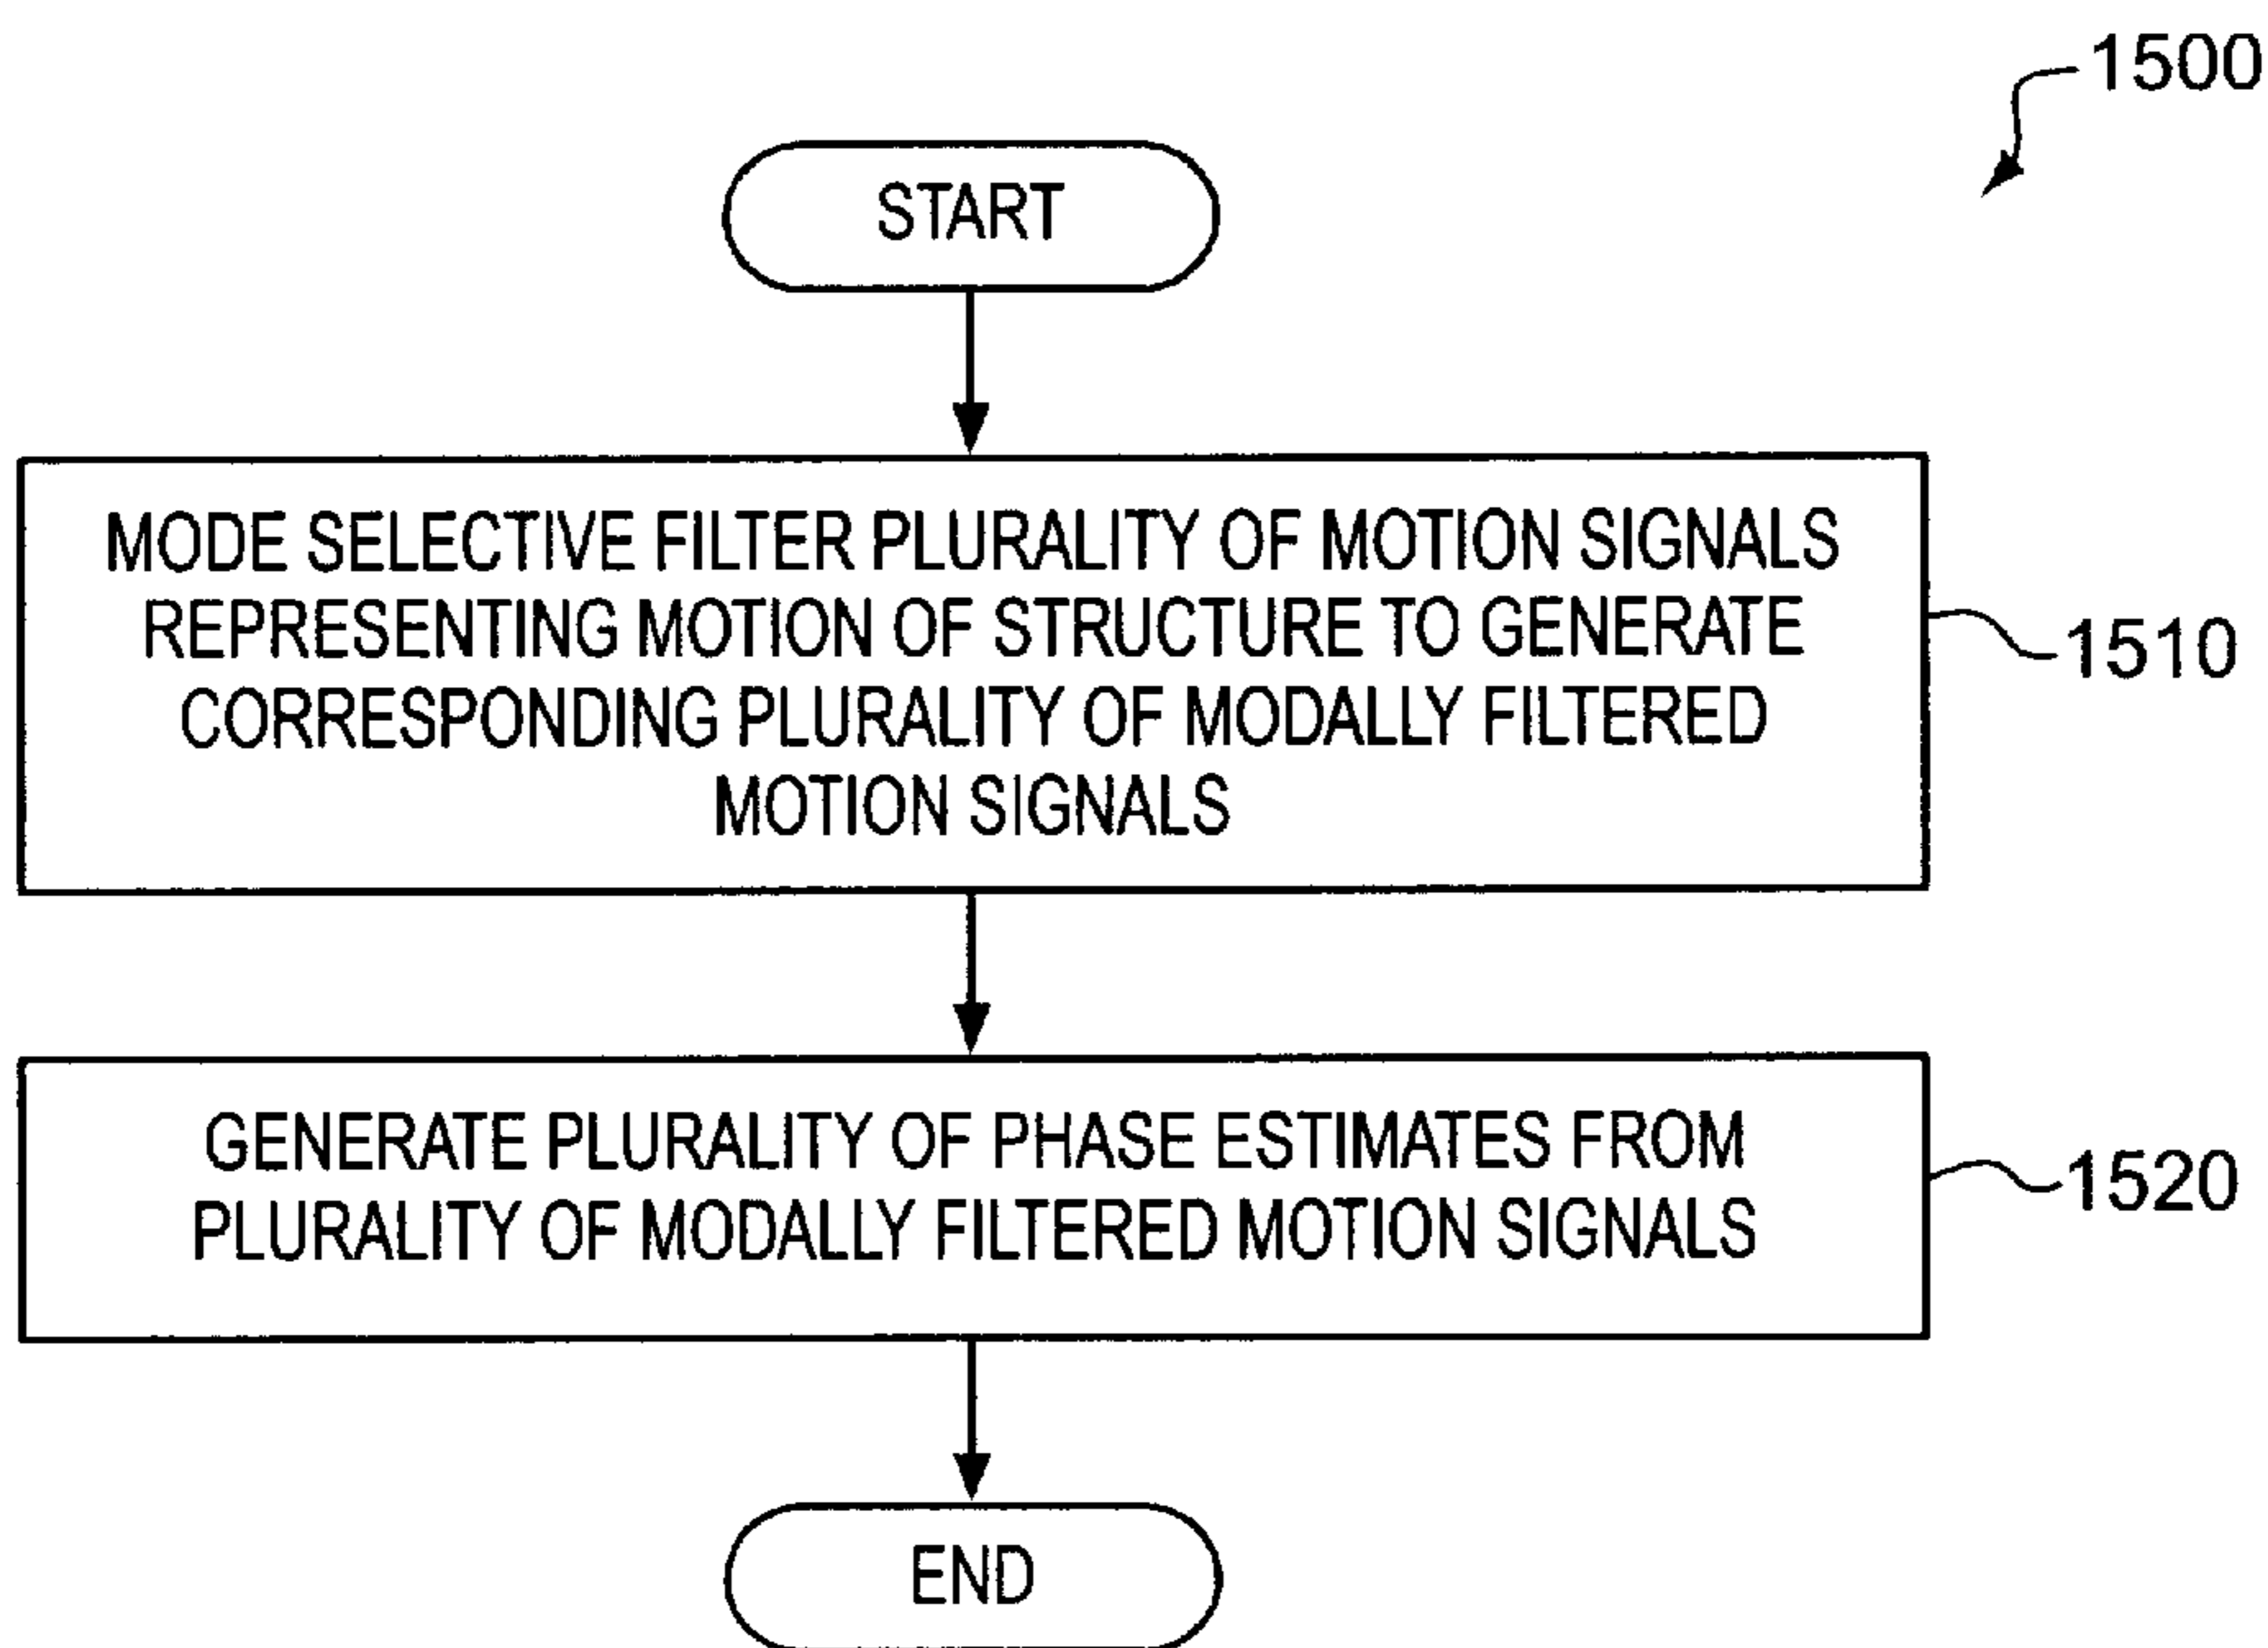 1500
START
MODE SELECTIVE FILTER PLURALITY OF MOTION SIGNALS
REPRESENTING MOTION OF STRUCTURE TO GENERATE
CORRESPONDING PLURALITY OF MODALLY FILTERED
MOTION SIGNALS
1510
GENERATE PLURALITY OF PHASE ESTIMATES FROM
PLURALITY OF MODALLY FILTERED MOTION SIGNALS
1520
END